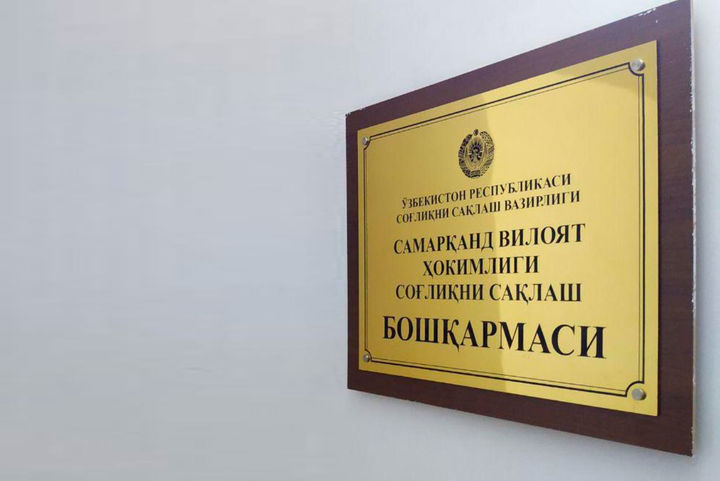 ЎЗБЕКИСТОН РЕСПУБЛИКАСИ
СОҒЛИҚНИ САҚЛАШ ВАЗИРЛИГИ
САМАРҚАНД ВИЛОЯТ
ҲОКИМЛИГИ
СОҒЛИҚНИ САҚЛАШ
БОШҚАРМАСИ